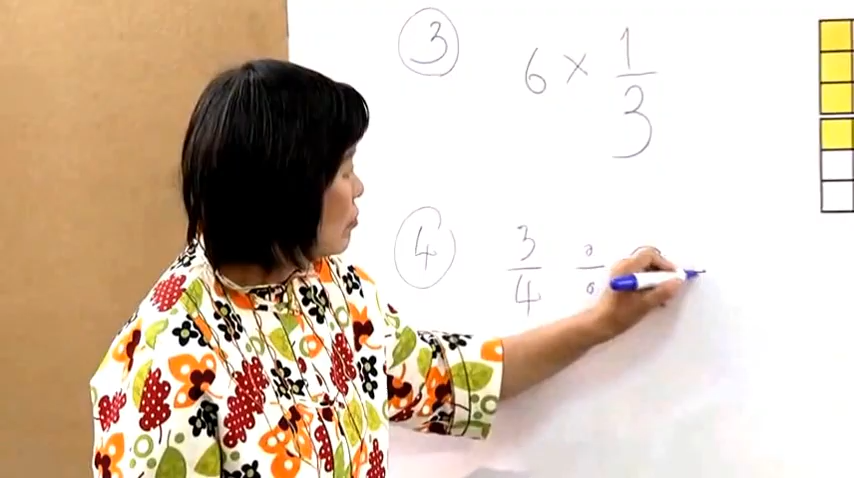 ③ 6 × 1/3
④ 3/4 ÷